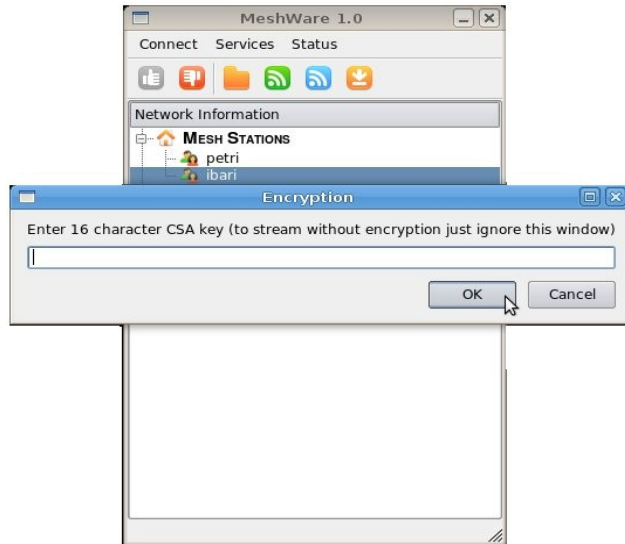 MeshWare 1.0
Connect Services Status
Network Information
MESH STATIONS
petri
ibari
Encryption
Enter 16 character CSA key (to stream without encryption just ignore this window)
OK Cancel